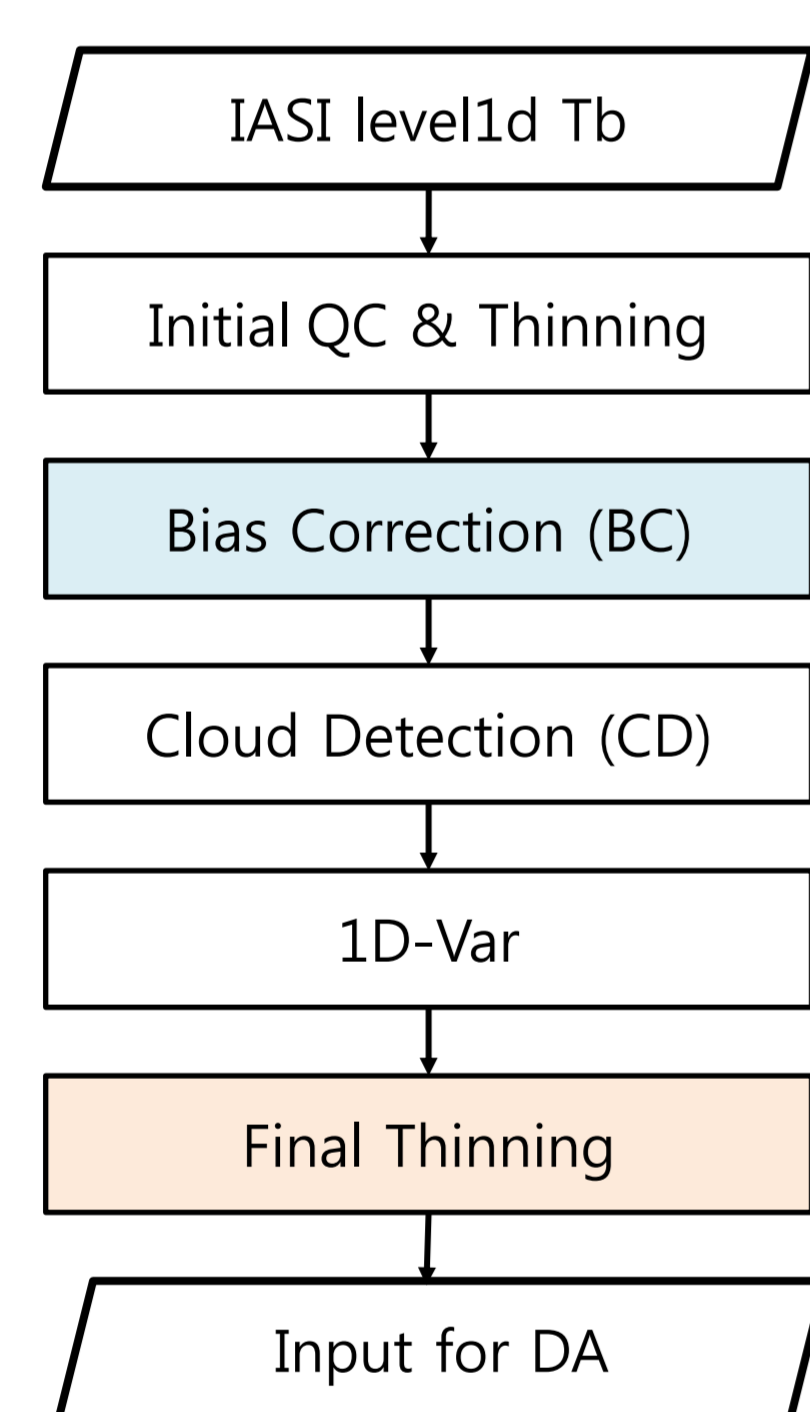 IASI level1d Tb
Initial QC & Thinning
Bias Correction (BC)
Cloud Detection (CD)
1D-Var
Final Thinning
Input for DA